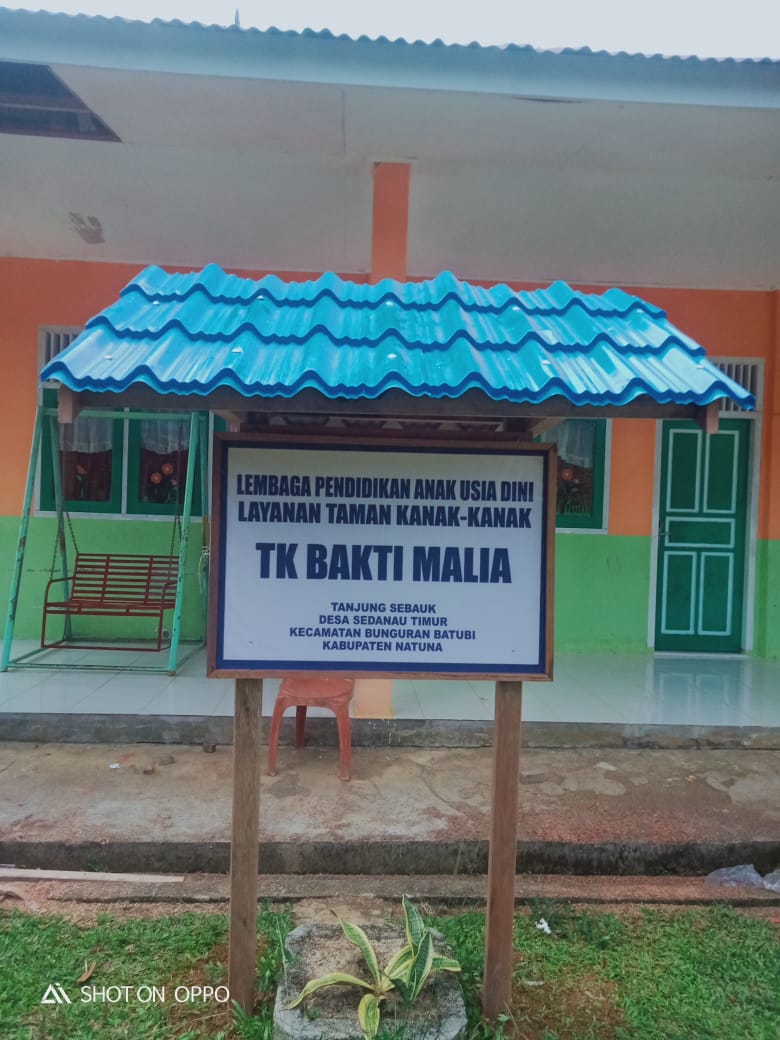 LEMBAGA PENDIDIKAN ANAK USIA DINI
LAYANAN TAMAN KANAK-KANAK
TK BAKTI MALIA
TANJUNG SEBAUK
DESA SEDANAU TIMUR
KECAMATAN BUNGURAN BATUBI
KABUPATEN NATUNA
SHOT ON OPPO